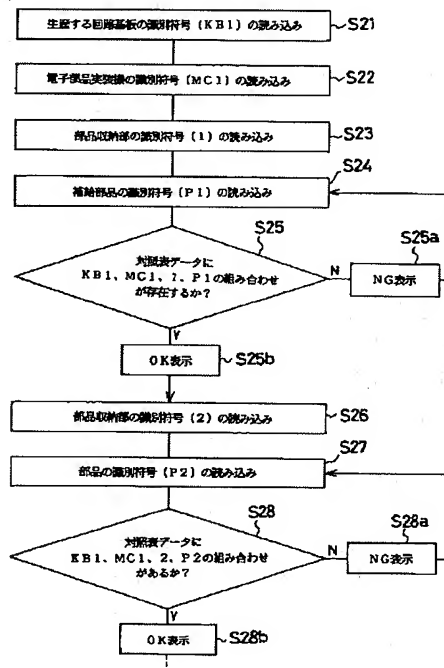 生産する回路基板の識別符号（KB1）の読み込み
S21
電子部品実装機の識別符号（MC1）の読み込み
S22
部品収納部の識別符号（1）の読み込み
S23
補給部品の識別符号（P1）の読み込み
S24
対照表データに
KB1、MC1、1、P1の組み合わせ
が存在するか？
S25
N
NG表示
S25a
Y
OK表示
S25b
部品収納部の識別符号（2）の読み込み
S26
部品の識別符号（P2）の読み込み
S27
対照表データに
KB1、MC1、2、P2の組み合わせ
があるか？
S28
N
NG表示
S28a
Y
OK表示
S28b